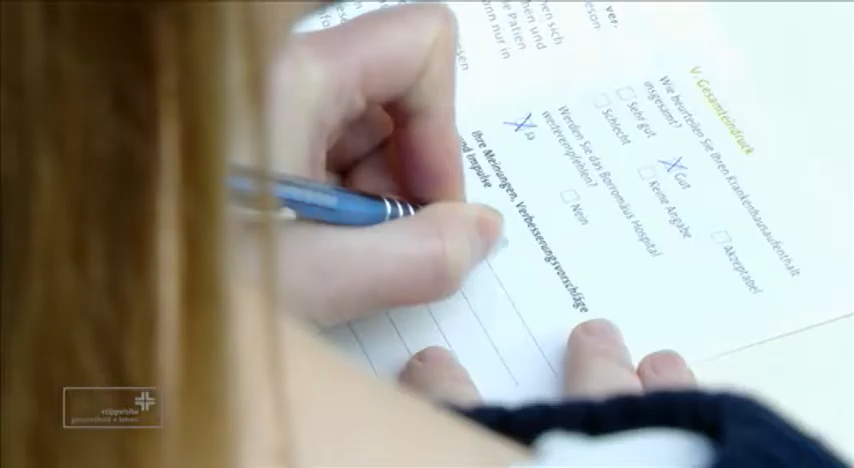 V. Gesamteindruck
Wie beurteilen Sie Ihren Krankenhausaufenthalt
insgesamt?
Sehr gut
Gut
Akzeptabel
Schlecht
Keine Angabe
Werden Sie das Borromäus Hospital
weiterempfehlen?
Ja
Nein
Ihre Meinungen, Verbesserungsvorschläge
und Impulse